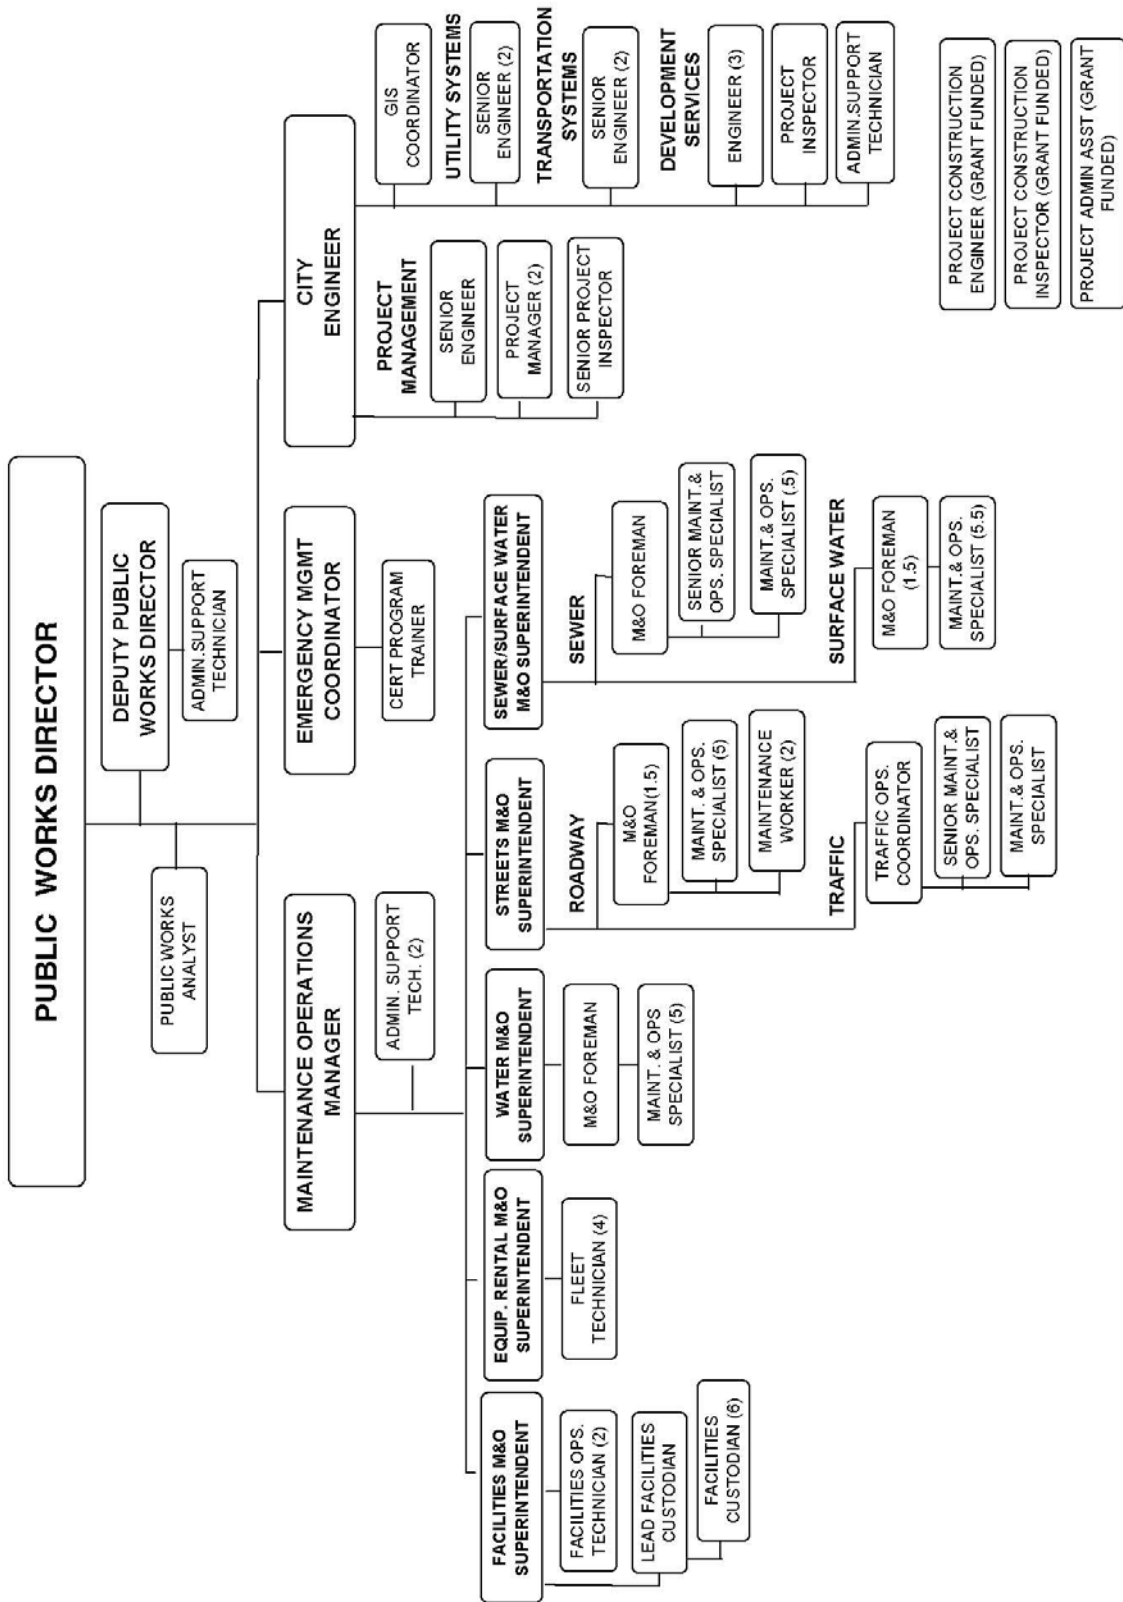 PUBLIC WORKS DIRECTOR
DEPUTY PUBLIC
WORKS DIRECTOR
ADMIN.SUPPORT
TECHNICIAN
PUBLIC WORKS
ANALYST
MAINTENANCE OPERATIONS
MANAGER
ADMIN. SUPPORT
TECH. (2)
EMERGENCY MGMT
COORDINATOR
CERT PROGRAM
TRAINER
CITY
ENGINEER
PROJECT
MANAGEMENT
SENIOR
ENGINEER
PROJECT
MANAGER (2)
SENIOR PROJECT
INSPECTOR
GIS
COORDINATOR
UTILITY SYSTEMS
SENIOR
ENGINEER (2)
TRANSPORTATION
SYSTEMS
SENIOR
ENGINEER (2)
DEVELOPMENT
SERVICES
ENGINEER (3)
PROJECT
INSPECTOR
ADMIN.SUPPORT
TECHNICIAN
FACILITIES M&O
SUPERINTENDENT
FACILITIES OPS.
TECHNICIAN (2)
LEAD FACILITIES
CUSTODIAN
FACILITIES
CUSTODIAN (6)
EQUIP. RENTAL M&O
SUPERINTENDENT
FLEET
TECHNICIAN (4)
WATER M&O
SUPERINTENDENT
M&O FOREMAN
MAINT. & OPS
SPECIALIST (5)
STREETS M&O
SUPERINTENDENT
ROADWAY
M&O
FOREMAN(1.5)
MAINT. & OPS
SPECIALIST (5)
MAINTENANCE
WORKER (2)
TRAFFIC
TRAFFIC OPS.
COORDINATOR
SENIOR MAINT.&
OPS. SPECIALIST
MAINT.& OPS.
SPECIALIST
SEWER/SURFACE WATER
M&O SUPERINTENDENT
SEWER
M&O FOREMAN
SENIOR MAINT.&
OPS. SPECIALIST
MAINT.& OPS.
SPECIALIST (.5)
SURFACE WATER
M&O FOREMAN
(1.5)
MAINT.& OPS.
SPECIALIST (5.5)
PROJECT CONSTRUCTION
ENGINEER (GRANT FUNDED)
PROJECT CONSTRUCTION
INSPECTOR (GRANT FUNDED)
PROJECT ADMIN ASST (GRANT
FUNDED)